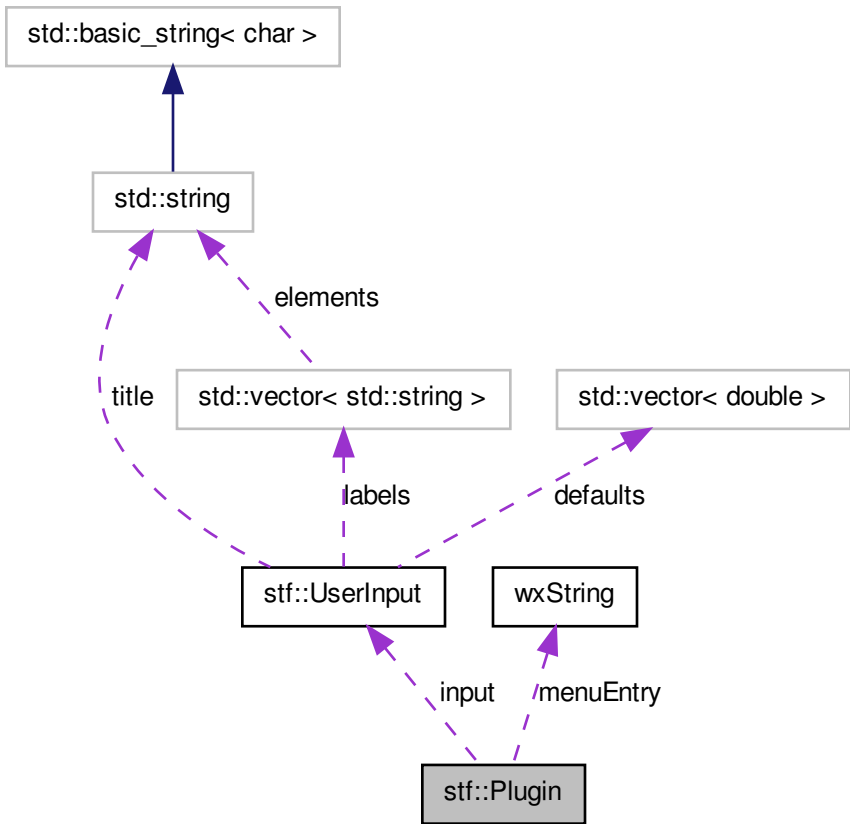 std::basic_string< char >
std::string
elements
title
std::vector< std::string >
std::vector< double >
labels
defaults
stf::UserInput
wxString
input
menuEntry
stf::Plugin